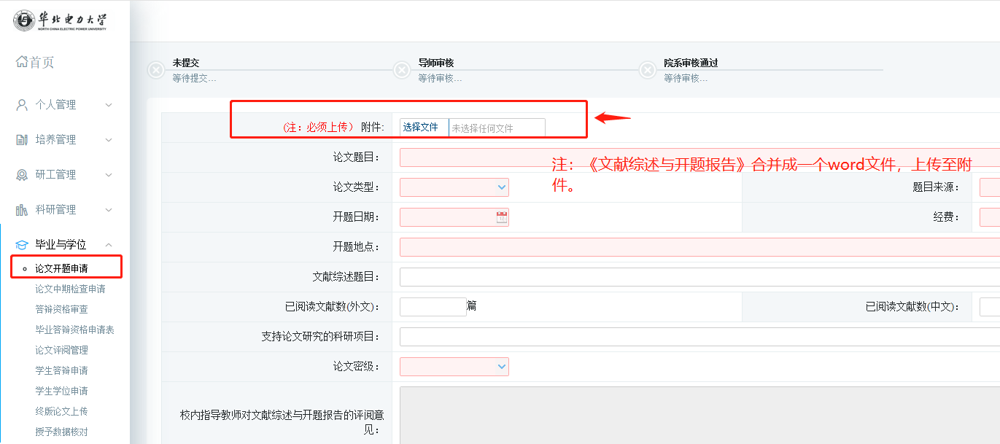 华北电力大学
NORTH CHINA ELECTRIC POWER UNIVERSITY
首页
个人管理
培养管理
研工管理
科研管理
毕业与学位
论文开题申请
论文中期检查申请
答辩资格审查
毕业答辩资格申请表
论文评阅管理
学生答辩申请
学生学位申请
终版论文上传
授予数据核对
未提交
等待提交...
导师审核
等待审核...
院系审核通过
等待审核...
(注：必须上传) 附件: 选择文件 未选择任何文件
论文题目：
注：《文献综述与开题报告》合并成一个word文件，上传至附
件。
论文类型： 题目来源：
开题日期： 经费：
开题地点：
文献综述题目：
已阅读文献数(外文)： 篇 已阅读文献数(中文)：
支持论文研究的科研项目：
论文密级：
校内指导教师对文献综述与开题报告的评阅意
见：